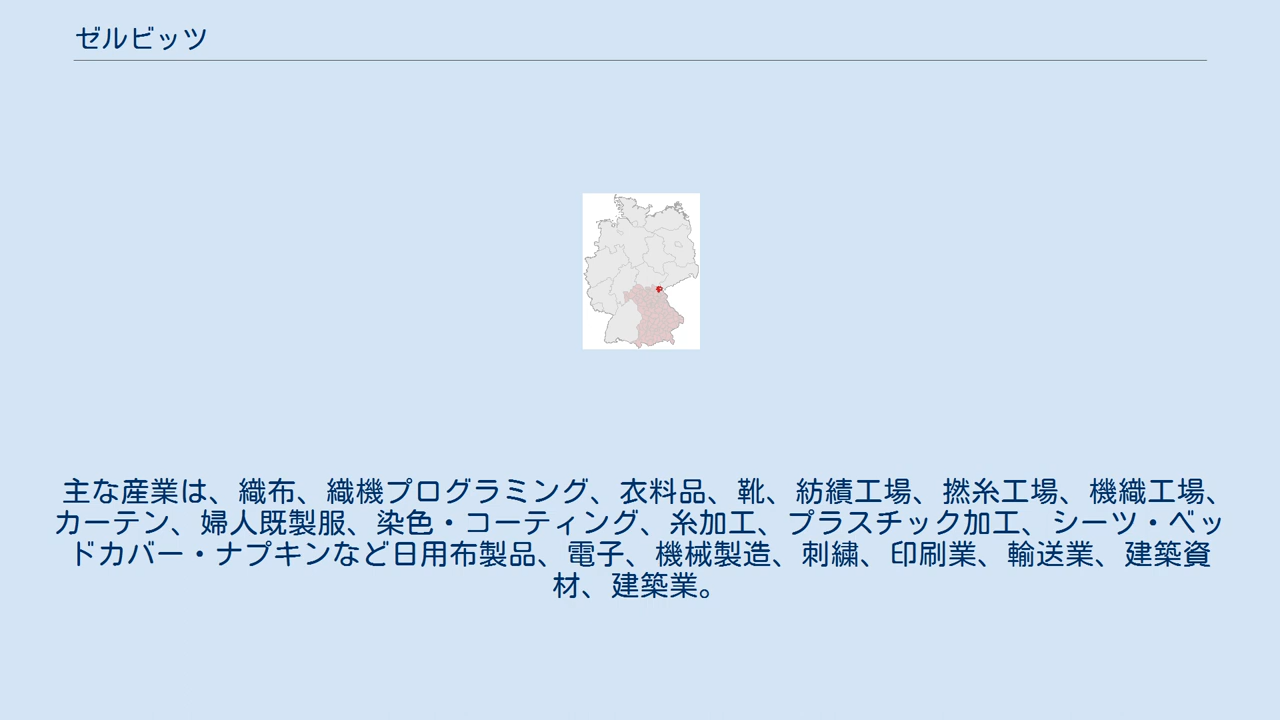 ゼルビッツ
主な産業は、織布、織機プログラミング、衣料品、靴、紡績工場、撚糸工場、機織工場、
カーテン、婦人既製服、染色・コーティング、糸加工、プラスチック加工、シーツ・ベッ
ドカバー・ナプキンなど日用布製品、電子、機械製造、刺繍、印刷業、輸送業、建築資
材、建築業。